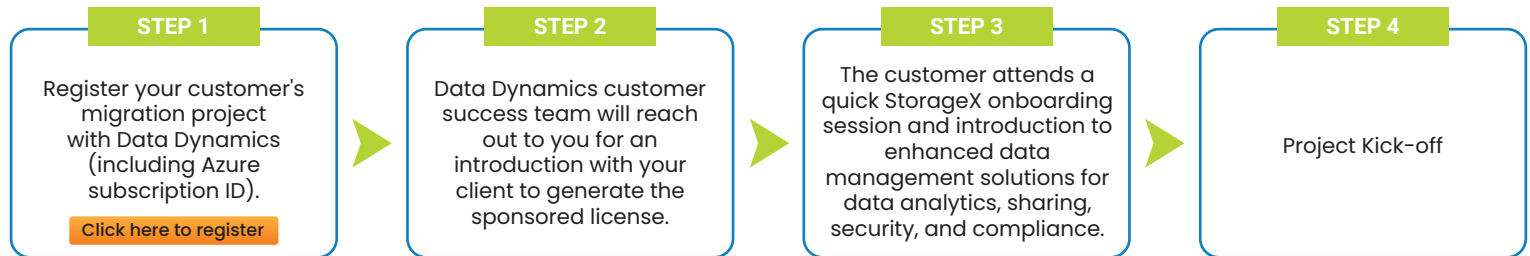 STEP 1
Register your customer's
migration project
with Data Dynamics
(including Azure
subscription ID).
Click here to register
STEP 2
Data Dynamics customer
success team will reach
out to you for an
introduction with your
client to generate the
sponsored license.
STEP 3
The customer attends a
quick StorageX onboarding
session and introduction to
enhanced data
management solutions for
data analytics, sharing,
security, and compliance.
STEP 4
Project Kick-off